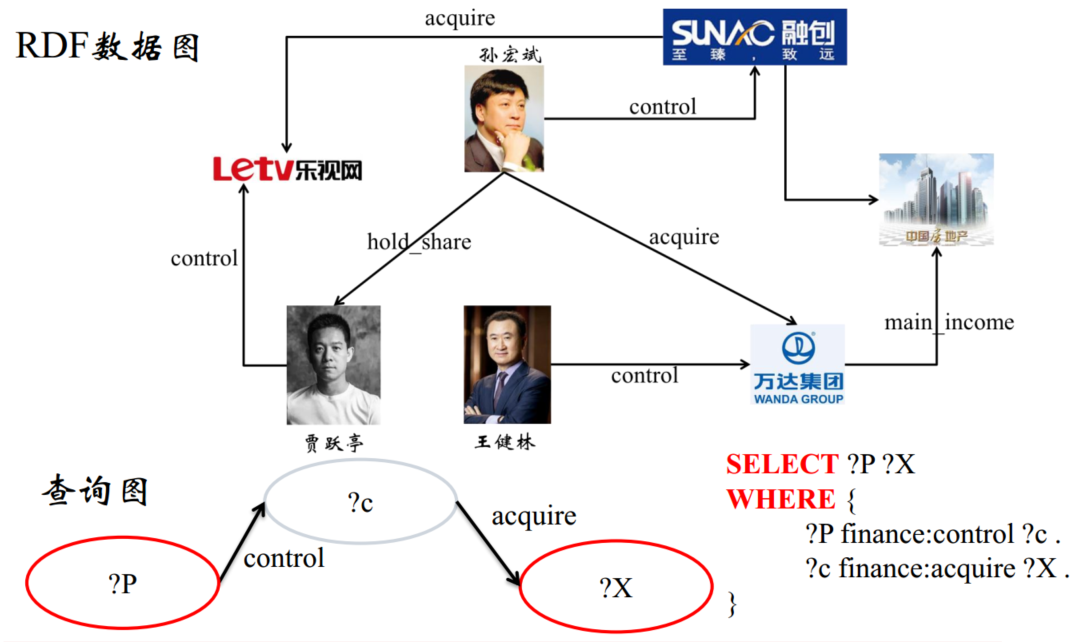 RDF数据图
acquire
SUNAC 融创
至臻，致远
孙宏斌
control
Letv乐视网
中国房地产
hold_share
acquire
control
main_income
control
万达集团
WANDA GROUP
贾跃亭
王健林
查询图
?c
control
acquire
?P
?X
SELECT ?P ?X
WHERE {
?P finance:control ?c .
?c finance:acquire ?X .
}